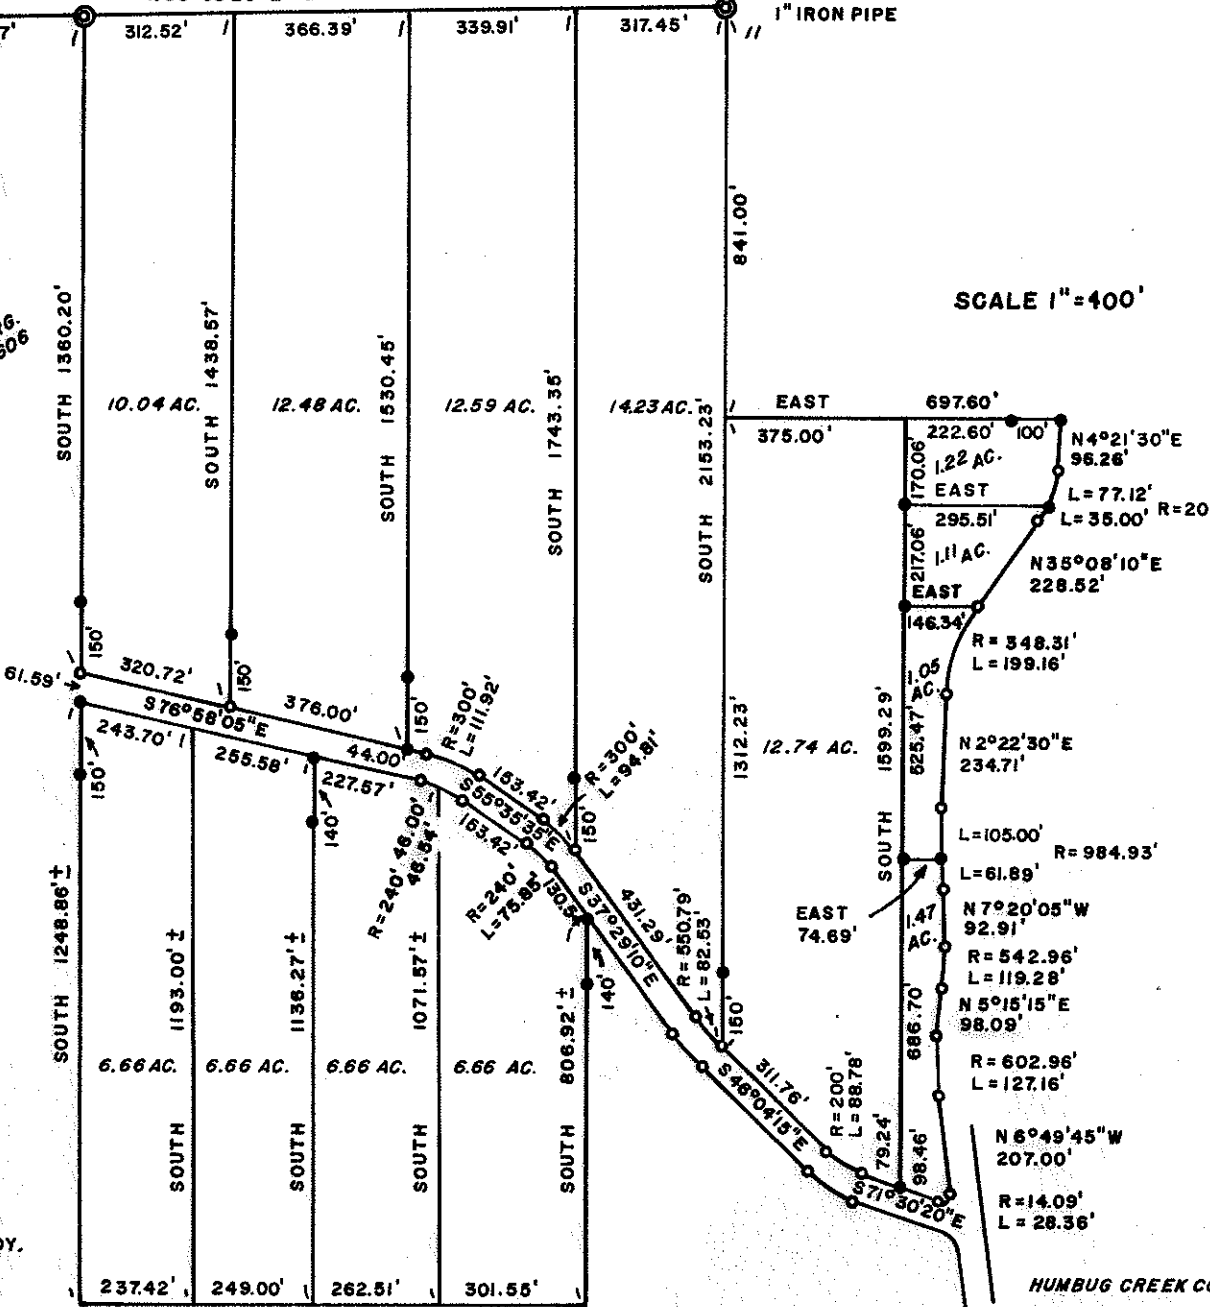 7'
312.52'
366.39'
339.91'
317.45'
1" IRON PIPE
841.00'
SCALE 1"=400'
SOUTH 1360.20'
SOUTH 1438.57'
SOUTH 1530.45'
SOUTH 1743.35'
SOUTH 2153.23'
10.04 AC.
12.48 AC.
12.59 AC.
14.23 AC.
EAST 697.60'
375.00'
222.60'
100'
N4°21'30"E
96.26'
170.06'
1.22 AC.
EAST
295.51'
L=77.12'
L=35.00'
R=20
217.06'
1.11 AC.
N35°08'10"E
228.52'
EAST
146.34'
R=348.31'
L=199.16'
1.05
AC.
150'
61.59'
320.72'
150'
S76°58'05"E
376.00'
150'
R=300'
L=111.92'
243.70'
255.58'
44.00'
227.57'
150'
140'
153.42'
S55°35'35"E
153.42'
R=300'
L=94.81'
150'
1312.23'
12.74 AC.
SOUTH 1599.29'
525.47'
N2°22'30"E
234.71'
L=105.00'
R=984.93'
L=61.89'
EAST
74.69'
1.47
AC.
N7°20'05"W
92.91'
R=542.96'
L=119.28'
N5°15'15"E
98.09'
R=240' 46.00'
46.54'
R=240'
L=75.85'
S37°29'10"E
431.29'
R=550.79'
L=82.53'
150'
140'
SOUTH 1248.86'±
SOUTH 1193.00'±
SOUTH 1136.27'±
SOUTH 1071.57'±
SOUTH 806.92'±
6.66 AC.
6.66 AC.
6.66 AC.
6.66 AC.
686.70'
S46°04'15"E
311.76'
R=200'
L=88.78'
79.24'
98.46'
S71°30'20"E
R=602.96'
L=127.16'
N6°49'45"W
207.00'
R=14.09'
L=28.36'
237.42'
249.00'
262.51'
301.55'
HUMBUG CREEK